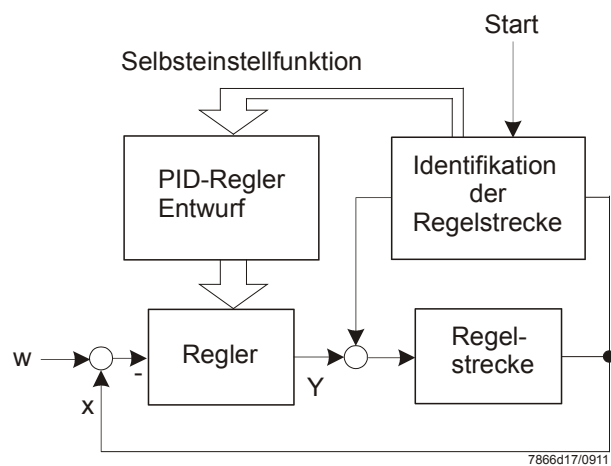 Start
Selbsteinstellfunktion
PID-Regler
Entwurf
Identifikation
der
Regelstrecke
w
x
-
Regler
Y
Regel-
strecke
7866d17/0911